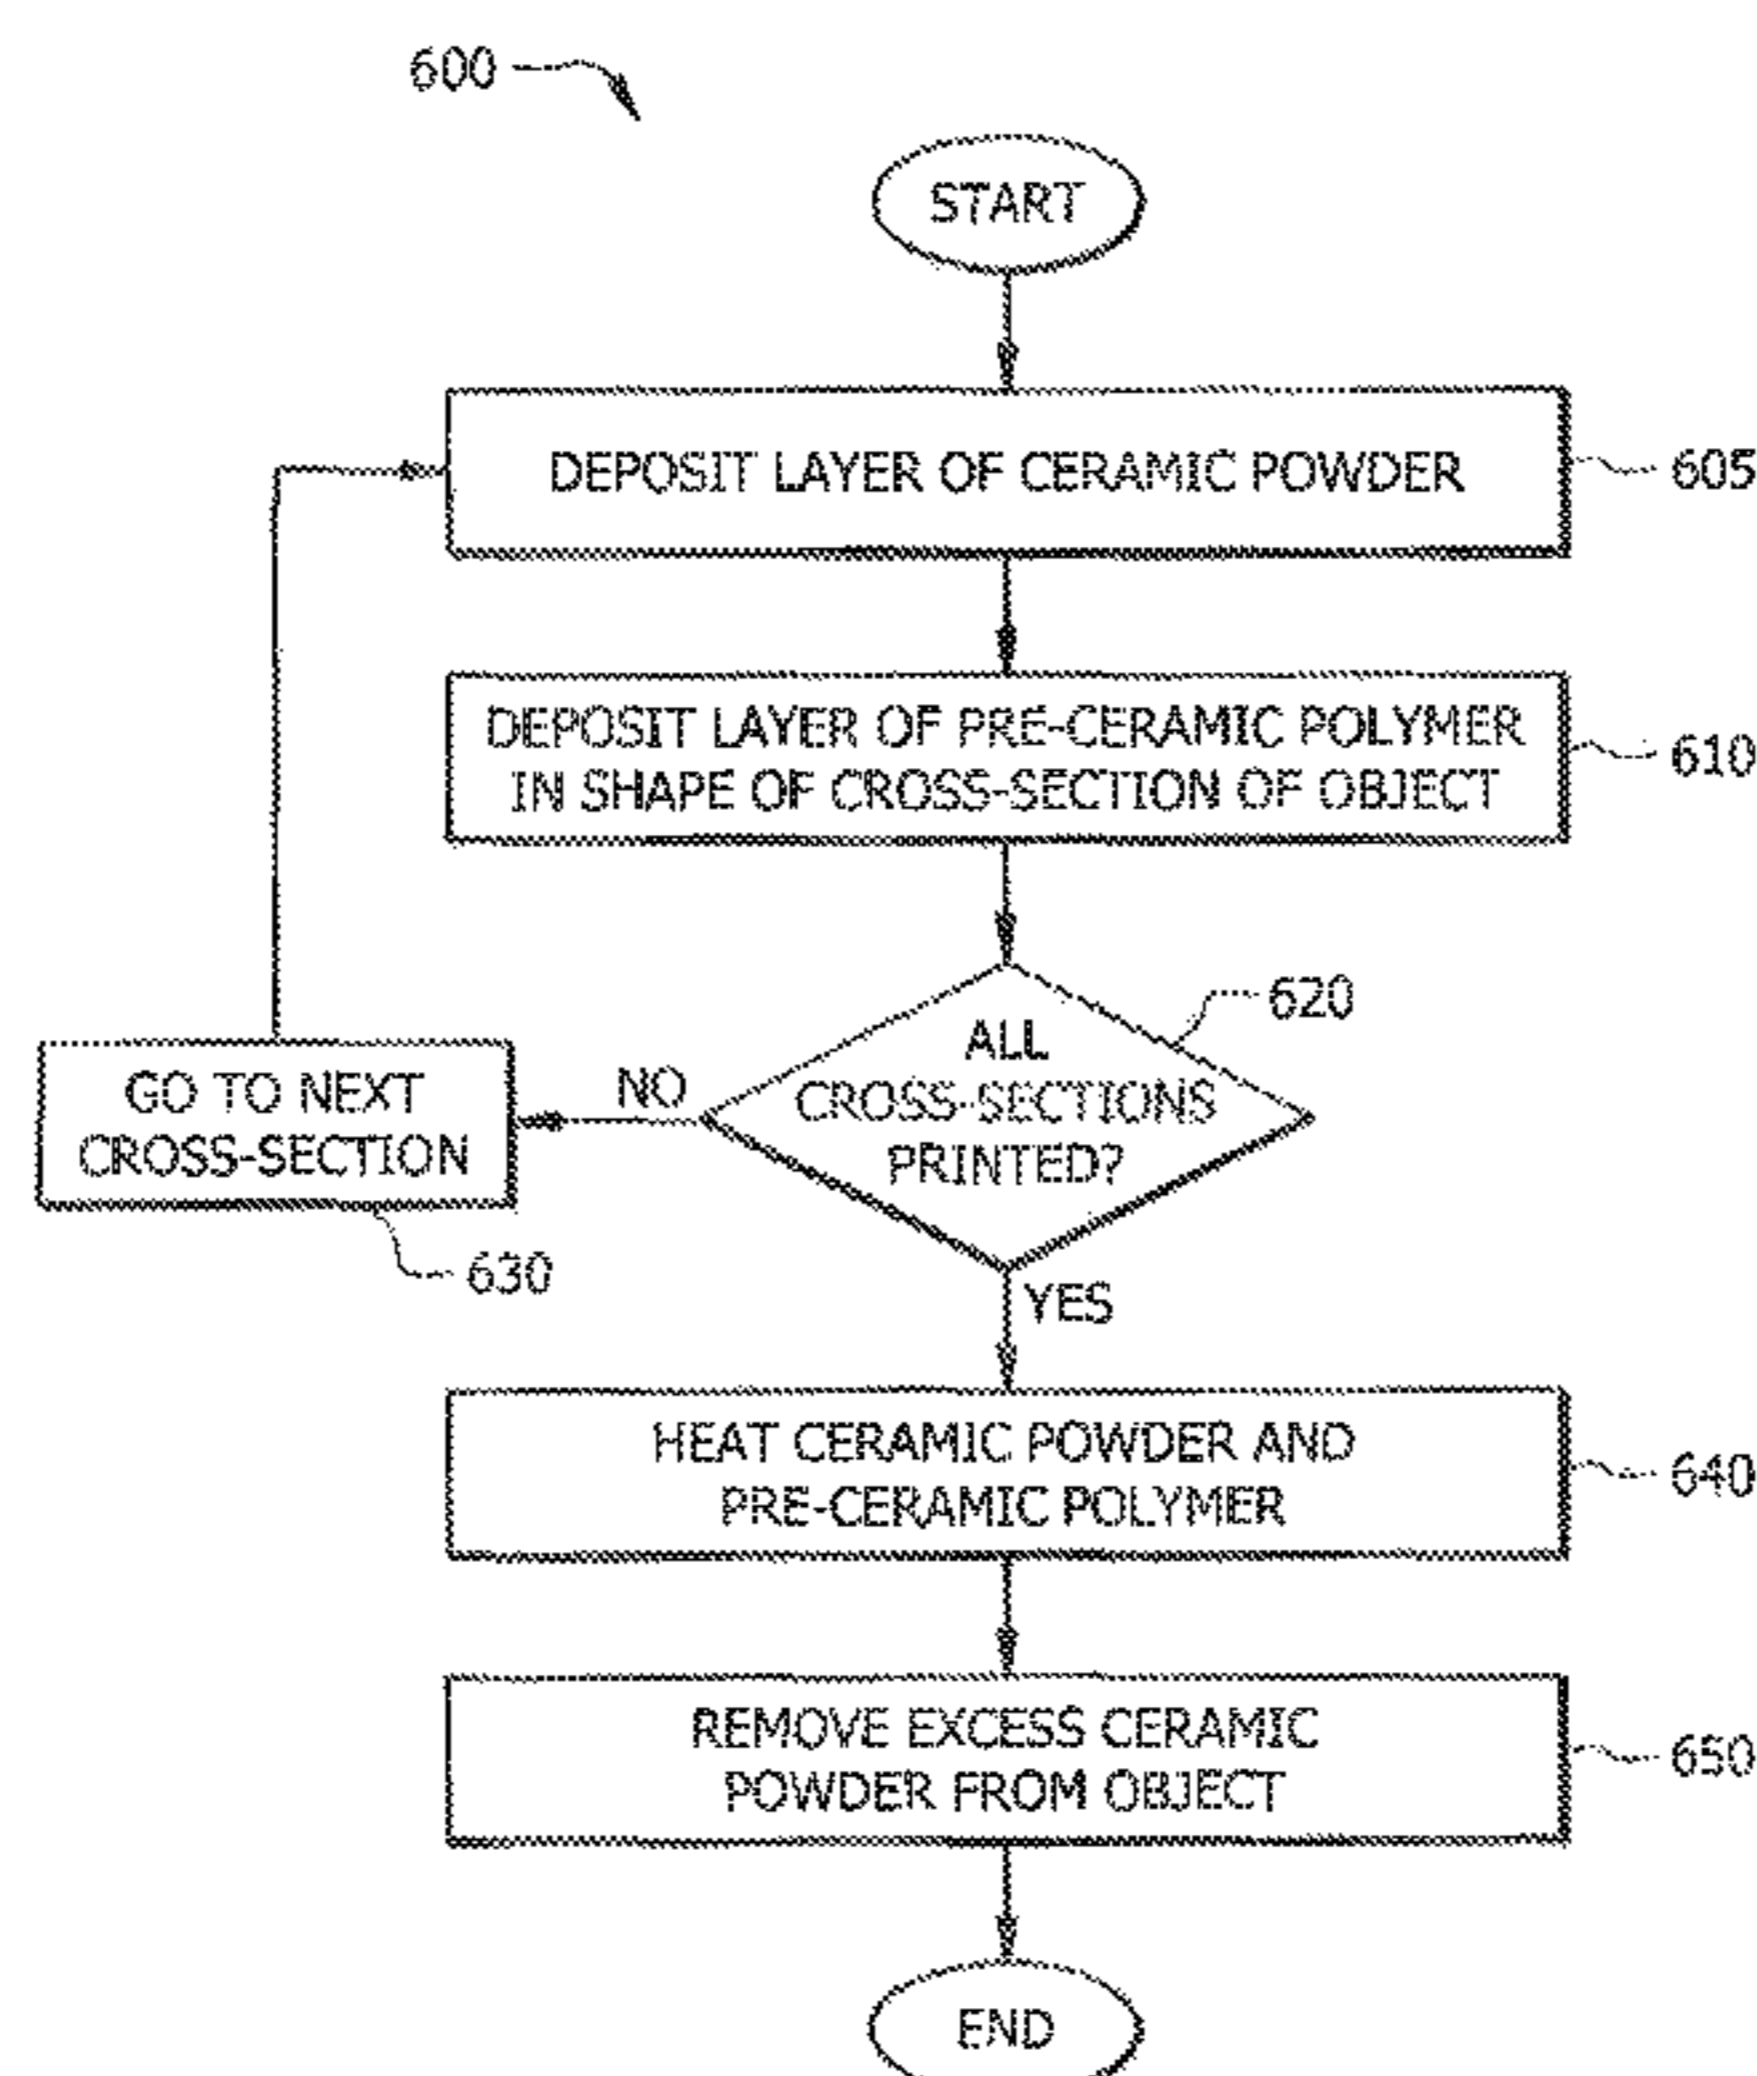 600
START
DEPOSIT LAYER OF CERAMIC POWDER
605
DEPOSIT LAYER OF PRE-CERAMIC POLYMER
IN SHAPE OF CROSS-SECTION OF OBJECT
610
620
ALL
CROSS-SECTIONS
PRINTED?
NO
GO TO NEXT
CROSS-SECTION
630
YES
HEAT CERAMIC POWDER AND
PRE-CERAMIC POLYMER
640
REMOVE EXCESS CERAMIC
POWDER FROM OBJECT
650
END